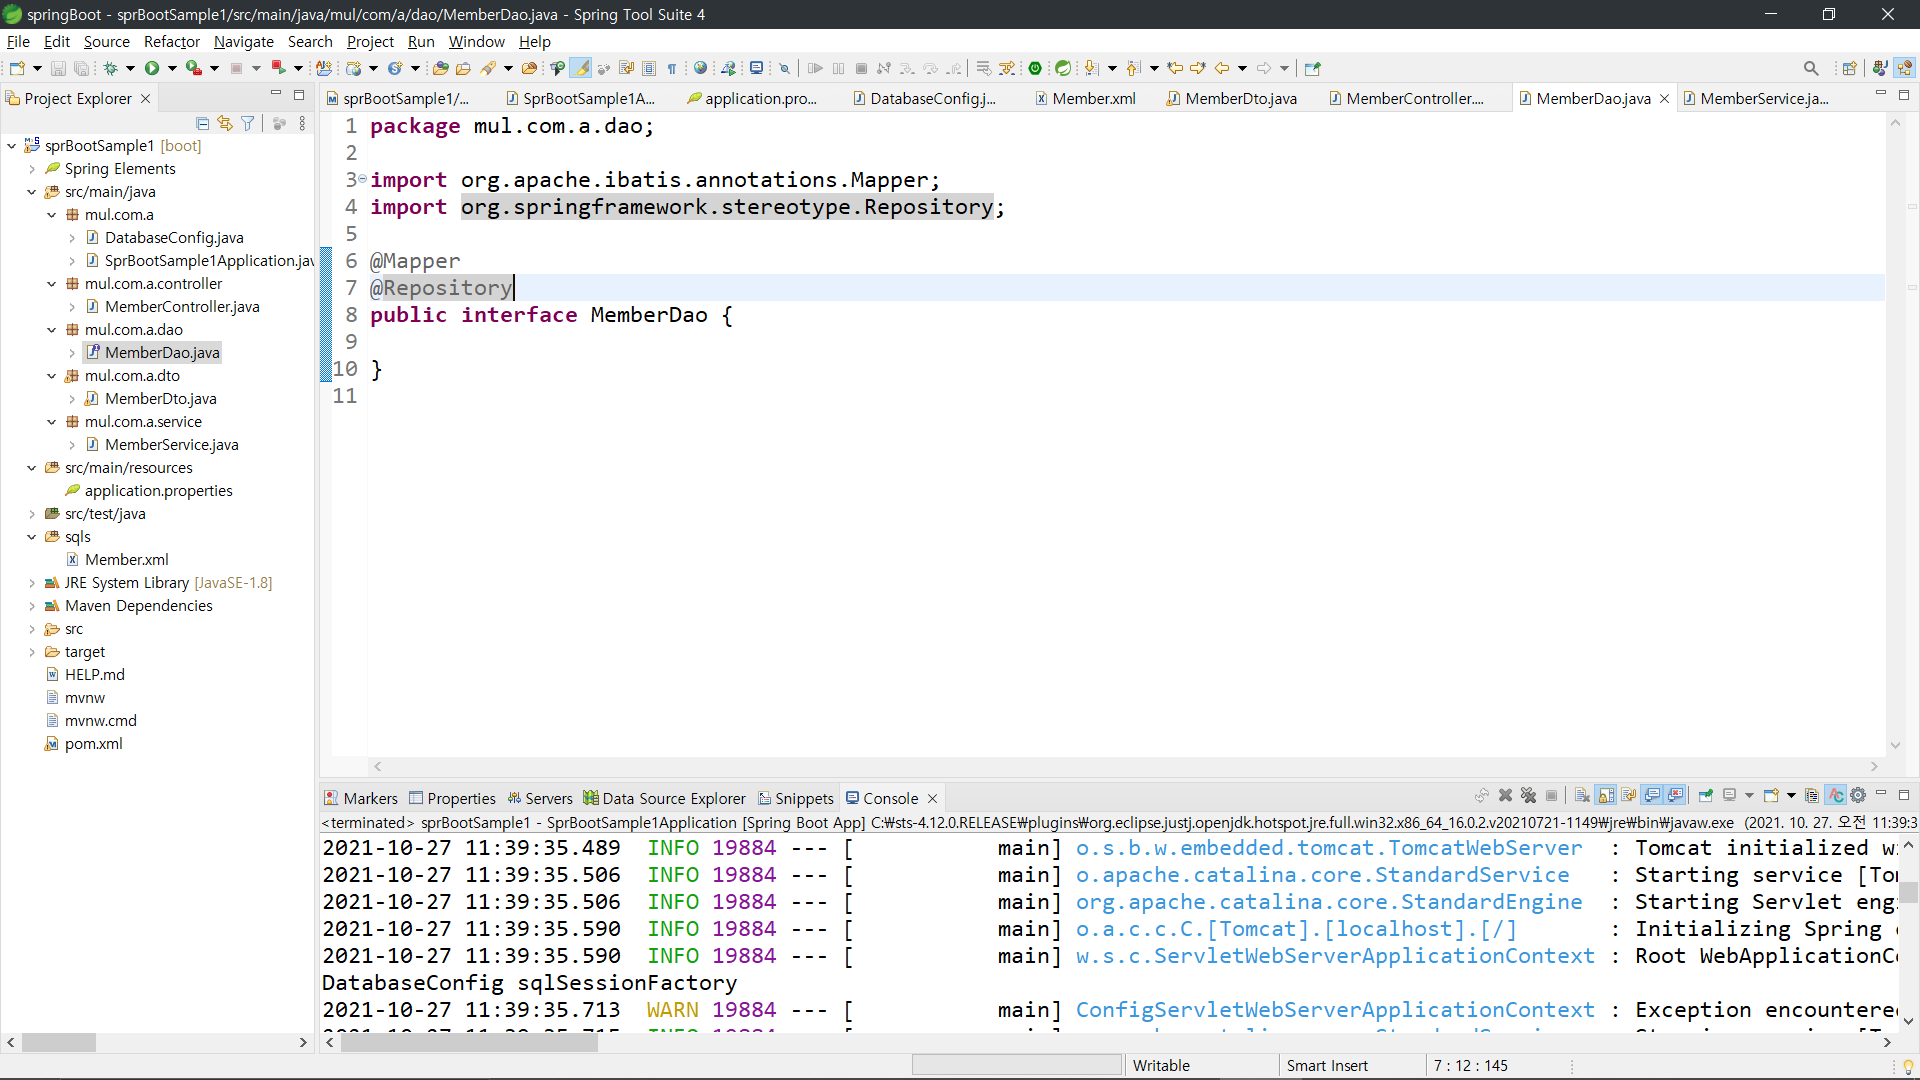 springBoot - sprBootSample1/src/main/java/mul/com/a/dao/MemberDao.java - Spring Tool Suite 4
File Edit Source Refactor Navigate Search Project Run Window Help
Project Explorer
sprBootSample1 [boot]
Spring Elements
src/main/java
mul.com.a
DatabaseConfig.java
SprBootSample1Application.jav
mul.com.a.controller
MemberController.java
mul.com.a.dao
MemberDao.java
mul.com.a.dto
MemberDto.java
mul.com.a.service
MemberService.java
src/main/resources
application.properties
src/test/java
sqls
Member.xml
JRE System Library [JavaSE-1.8]
Maven Dependencies
src
target
HELP.md
mvnw
mvnw.cmd
pom.xml
sprBootSample1/... SprBootSample1A... application.pro... DatabaseConfig.j... Member.xml MemberDto.java MemberController.... MemberDao.java MemberService.ja...
1 package mul.com.a.dao;
2
3 import org.apache.ibatis.annotations.Mapper;
4 import org.springframework.stereotype.Repository;
5
6 @Mapper
7 @Repository
8 public interface MemberDao {
9
10 }
11
Markers Properties Servers Data Source Explorer Snippets Console
<terminated> sprBootSample1 - SprBootSample1Application [Spring Boot App] C:₩sts-4.12.0.RELEASE₩plugins₩org.eclipse.justj.openjdk.hotspot.jre.full.win32.x86_64_16.0.2.v20210721-1149₩jre₩bin₩javaw.exe (2021. 10. 27. 오전 11:39:3
2021-10-27 11:39:35.489 INFO 19884 --- [ main] o.s.b.w.embedded.tomcat.TomcatWebServer : Tomcat initialized wi
2021-10-27 11:39:35.506 INFO 19884 --- [ main] o.apache.catalina.core.StandardService : Starting service [Tom
2021-10-27 11:39:35.506 INFO 19884 --- [ main] org.apache.catalina.core.StandardEngine : Starting Servlet eng
2021-10-27 11:39:35.590 INFO 19884 --- [ main] o.a.c.c.C.[Tomcat].[localhost].[/] : Initializing Spring
2021-10-27 11:39:35.590 INFO 19884 --- [ main] w.s.c.ServletWebServerApplicationContext : Root WebApplicationCo
DatabaseConfig sqlSessionFactory
2021-10-27 11:39:35.713 WARN 19884 --- [ main] ConfigServletWebServerApplicationContext : Exception encountered
Writable Smart Insert 7 : 12 : 145